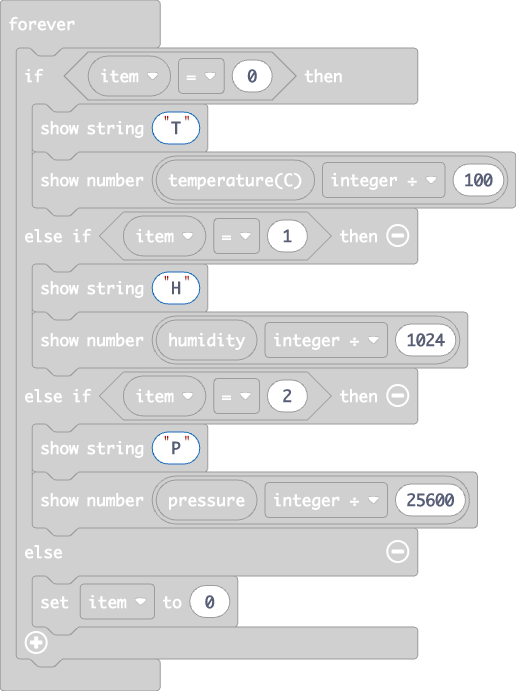 forever
if item = 0 then
show string "T"
show number temperature(C) integer ÷ 100
else if item = 1 then
show string "H"
show number humidity integer ÷ 1024
else if item = 2 then
show string "P"
show number pressure integer ÷ 25600
else
set item to 0